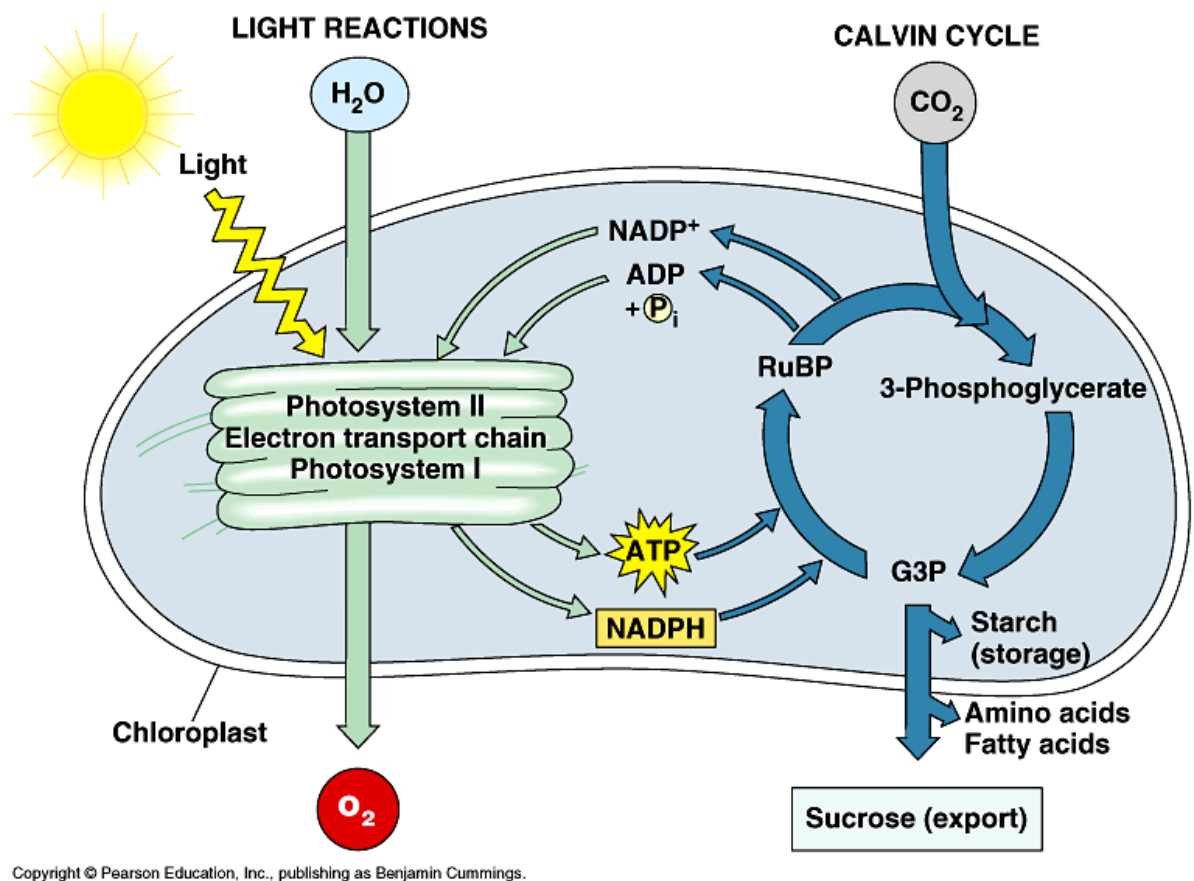 LIGHT REACTIONS
CALVIN CYCLE
H₂O
CO₂
Light
NADP⁺
ADP
+ Pᵢ
RuBP
3-Phosphoglycerate
Photosystem II
Electron transport chain
Photosystem I
ATP
G3P
NADPH
Starch
(storage)
Chloroplast
Amino acids
Fatty acids
O₂
Sucrose (export)
Copyright © Pearson Education, Inc., publishing as Benjamin Cummings.